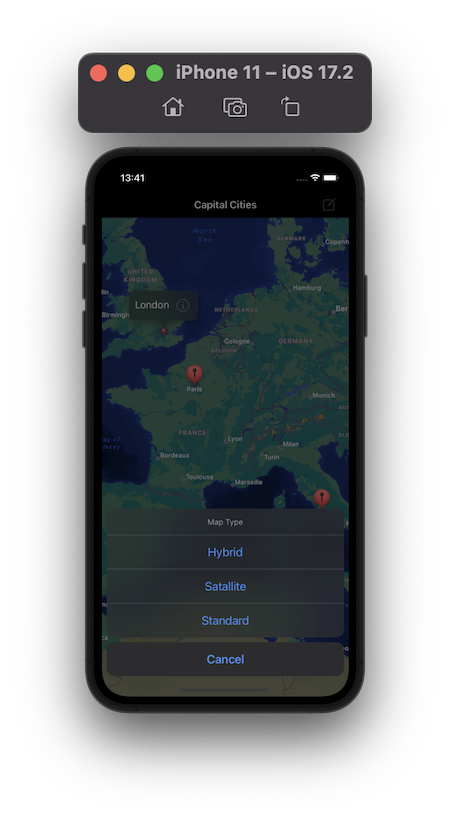 iPhone 11 – iOS 17.2
13:41
Capital Cities
North
Sea
DENMARK
Copenh
UNITED
KINGDOM
Hamburg
London
Birmingh
NETHERLANDS
Ber
Cologne
GERMANY
BELGIUM
Paris
Munich
FRANCE
Lyon
Milan
Bordeaux
Turin
Toulouse
Marseille
Map Type
Hybrid
Satallite
Standard
Cancel